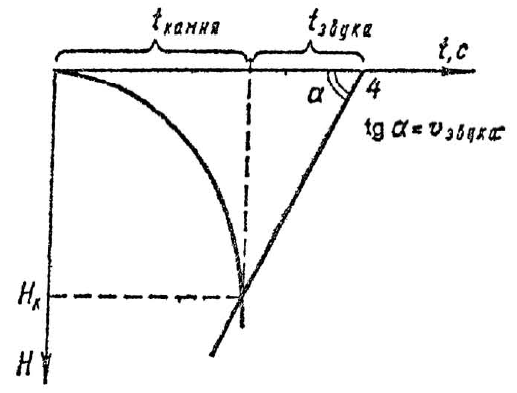 tкамня tзвука
t,с
α 4
tg α = vзвука
Hк
H